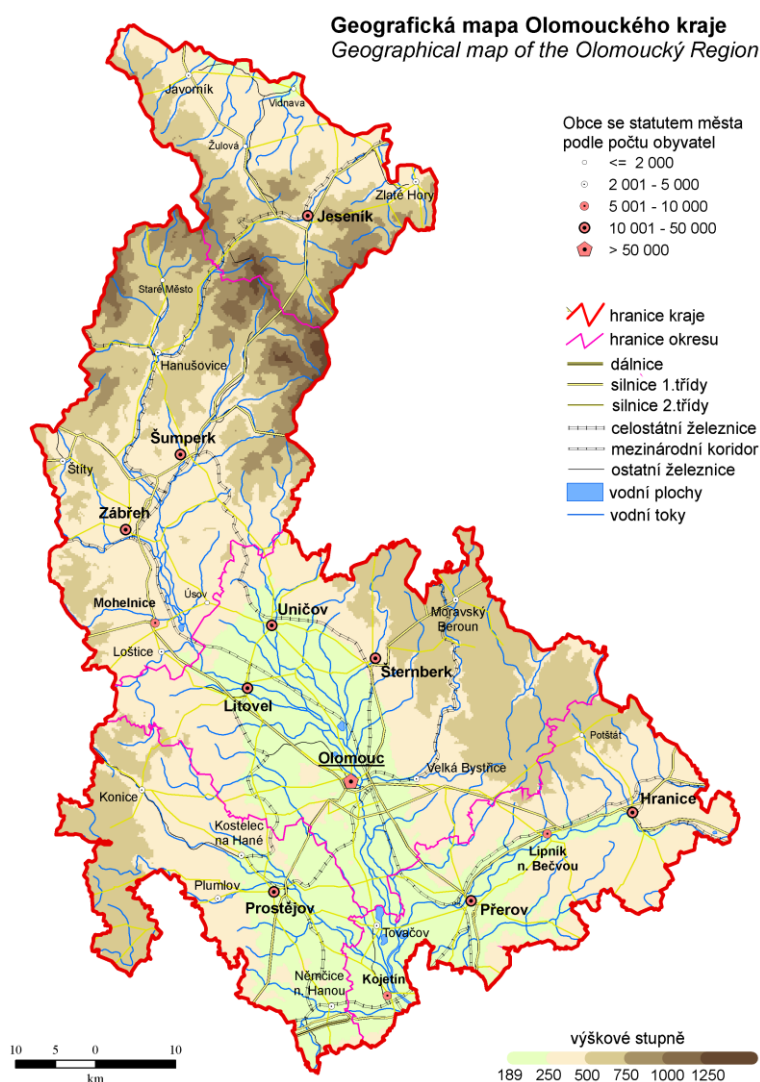 Geografická mapa Olomouckého kraje
Geographical map of the Olomoucký Region
Obce se statutem města
podle počtu obyvatel
<= 2 000
2 001 - 5 000
5 001 - 10 000
10 001 - 50 000
> 50 000
hranice kraje
hranice okresu
dálnice
silnice 1.třídy
silnice 2.třídy
celostátní železnice
mezinárodní koridor
ostatní železnice
vodní plochy
vodní toky
Javorník
Vidnava
Žulová
Zlaté Hory
Jeseník
Staré Město
Hanušovice
Šumperk
Štíty
Zábřeh
Úsov
Mohelnice
Uničov
Moravský
Beroun
Loštice
Šternberk
Litovel
Potštát
Olomouc
Velká Bystřice
Konice
Hranice
Kostelec
na Hané
Lipník
n. Bečvou
Plumlov
Prostějov
Přerov
Tovačov
Němčice
n. Hanou
Kojetín
výškové stupně
189 250 500 750 1000 1250
10 5 0 10
km